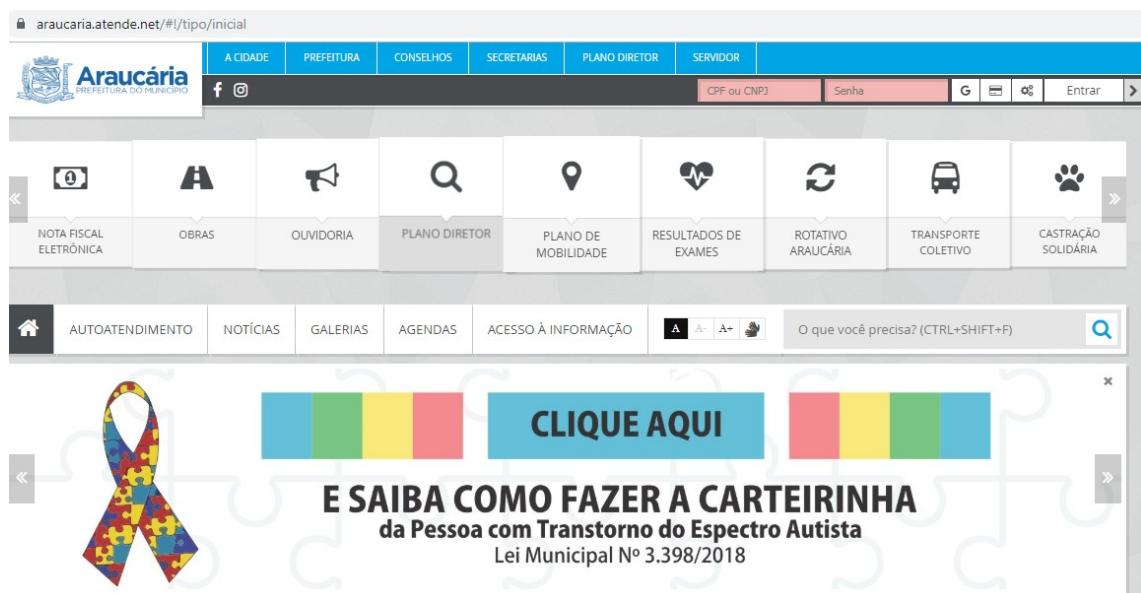 araucaria.atende.net/#!/tipo/inicial
A CIDADE PREFEITURA CONSELHOS SECRETARIAS PLANO DIRETOR SERVIDOR
Araucária
PREFEITURA DO MUNICÍPIO
CPF ou CNPJ Senha G Entrar
NOTA FISCAL
ELETRÔNICA
OBRAS
OUVIDORIA
PLANO DIRETOR
PLANO DE
MOBILIDADE
RESULTADOS DE
EXAMES
ROTATIVO
ARAUCÁRIA
TRANSPORTE
COLETIVO
CASTRAÇÃO
SOLIDÁRIA
AUTOATENDIMENTO NOTÍCIAS GALERIAS AGENDAS ACESSO À INFORMAÇÃO A A- A+ O que você precisa? (CTRL+SHIFT+F)
CLIQUE AQUI
E SAIBA COMO FAZER A CARTEIRINHA
da Pessoa com Transtorno do Espectro Autista
Lei Municipal Nº 3.398/2018